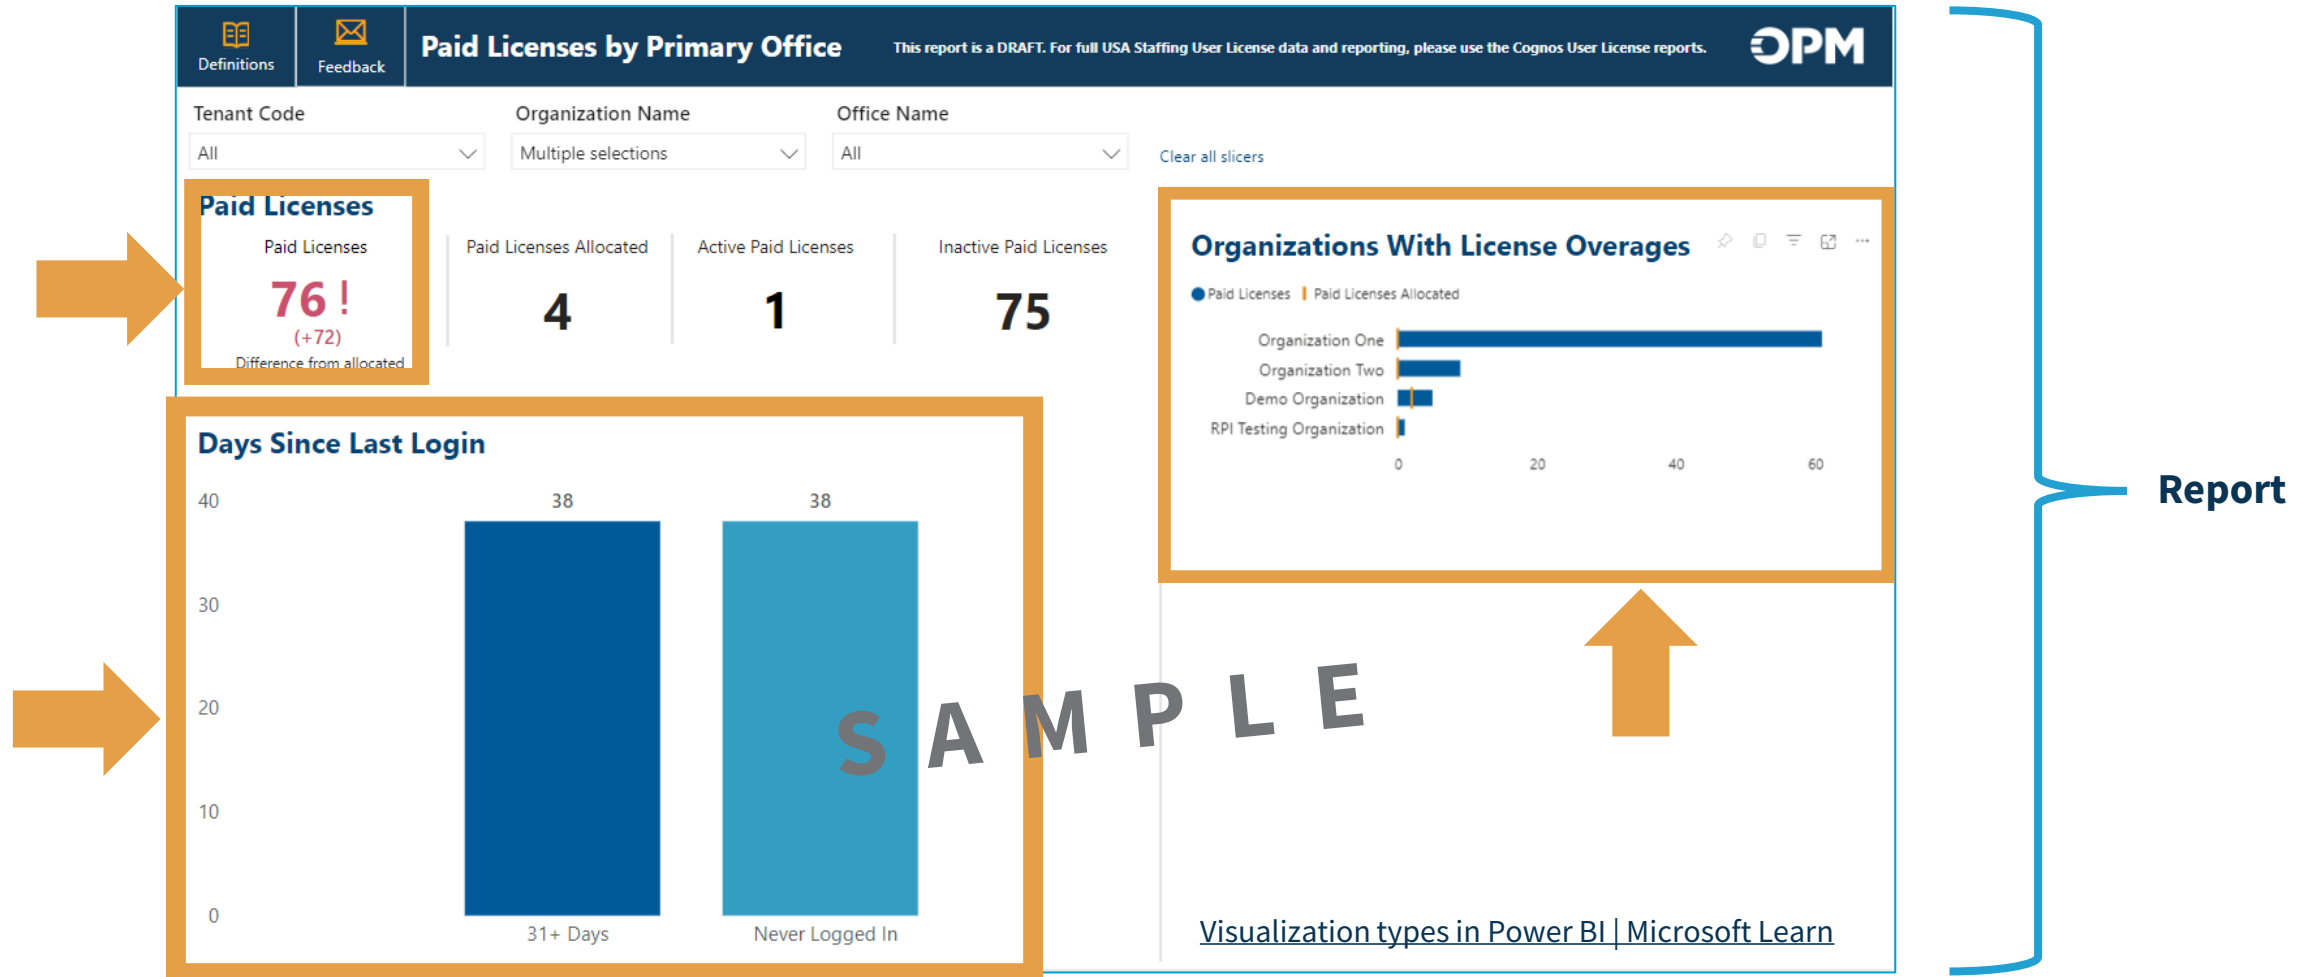 Definitions
Feedback
Paid Licenses by Primary Office
This report is a DRAFT. For full USA Staffing User License data and reporting, please use the Cognos User License reports.
OPM
Tenant Code
Organization Name
Office Name
All
Multiple selections
All
Clear all slicers
Paid Licenses
Paid Licenses
76 !
(+72)
Difference from allocated
Paid Licenses Allocated
4
Active Paid Licenses
1
Inactive Paid Licenses
75
Organizations With License Overages
Paid Licenses
Paid Licenses Allocated
Organization One
Organization Two
Demo Organization
RPI Testing Organization
0 20 40 60
Days Since Last Login
40
30
20
10
0
38
38
31+ Days
Never Logged In
SAMPLE
Visualization types in Power BI | Microsoft Learn
Report